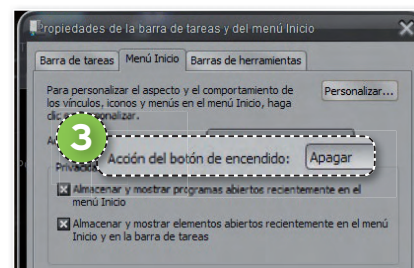 Propiedades de la barra de tareas y del menú Inicio
Barra de tareas Menú Inicio Barras de herramientas
Para personalizar el aspecto y el comportamiento de
los vínculos, iconos y menús en el menú Inicio, haga
clic en Personalizar.
Personalizar...
3
Acción del botón de encendido: Apagar
Almacenar y mostrar programas abiertos recientemente en el
menú Inicio
Almacenar y mostrar elementos abiertos recientemente en el menú
Inicio y en la barra de tareas